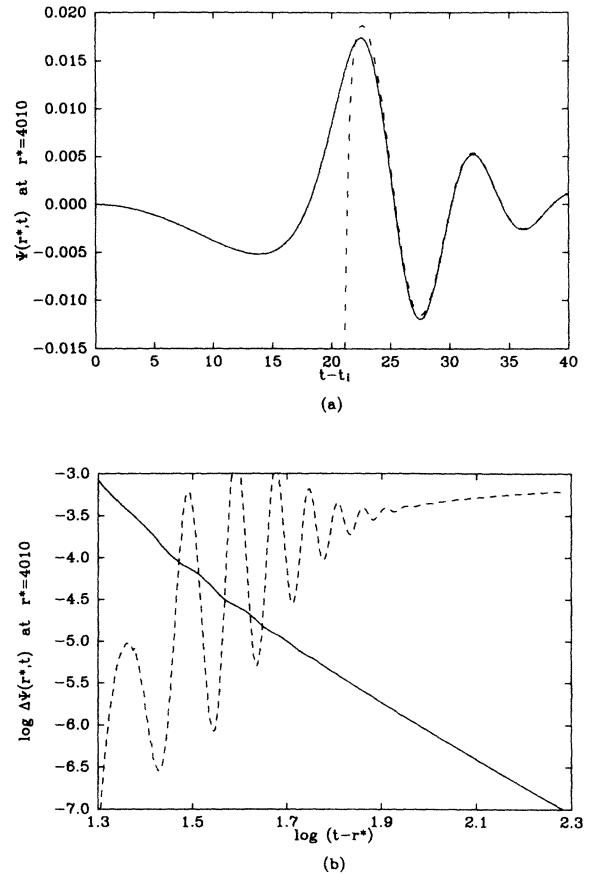 0.020
0.015
0.010
0.005
0.000
-0.005
-0.010
-0.015
Ψ(r*,t) at r*=4010
0 5 10 15 20 25 30 35 40
t-t₁
(a)
-3.0
-3.5
-4.0
-4.5
-5.0
-5.5
-6.0
-6.5
-7.0
log ΔΨ(r*,t) at r*=4010
1.3 1.5 1.7 1.9 2.1 2.3
log (t-r*)
(b)